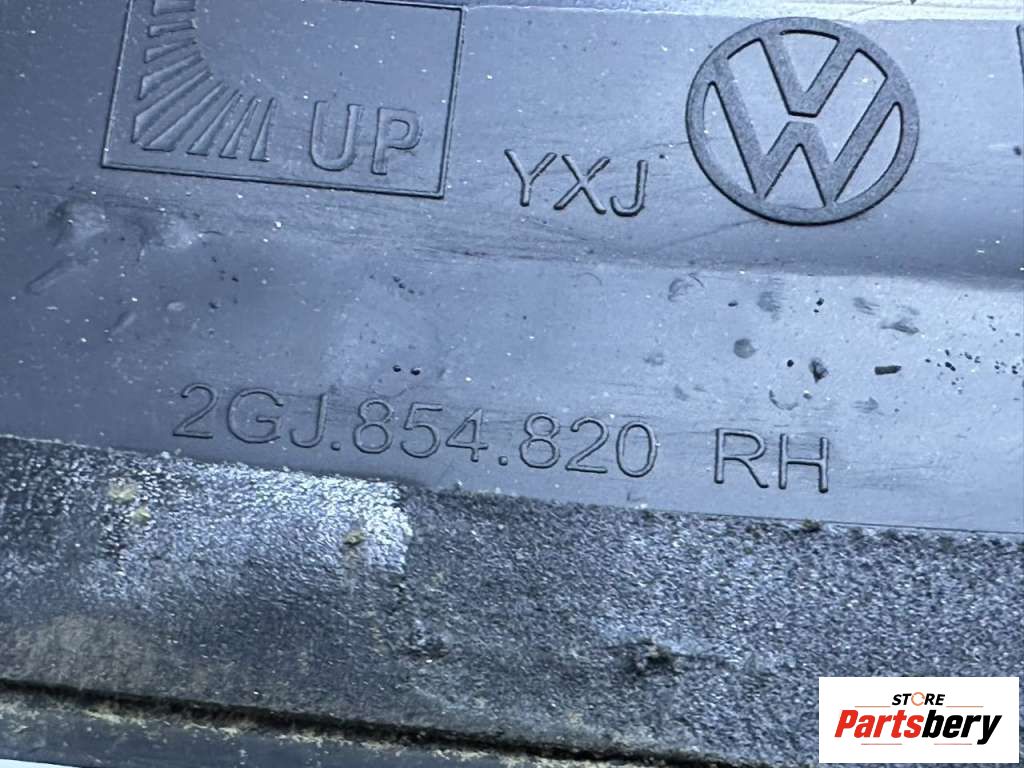 UP
YXJ
2GJ.854.820 RH
STORE
Partsbery